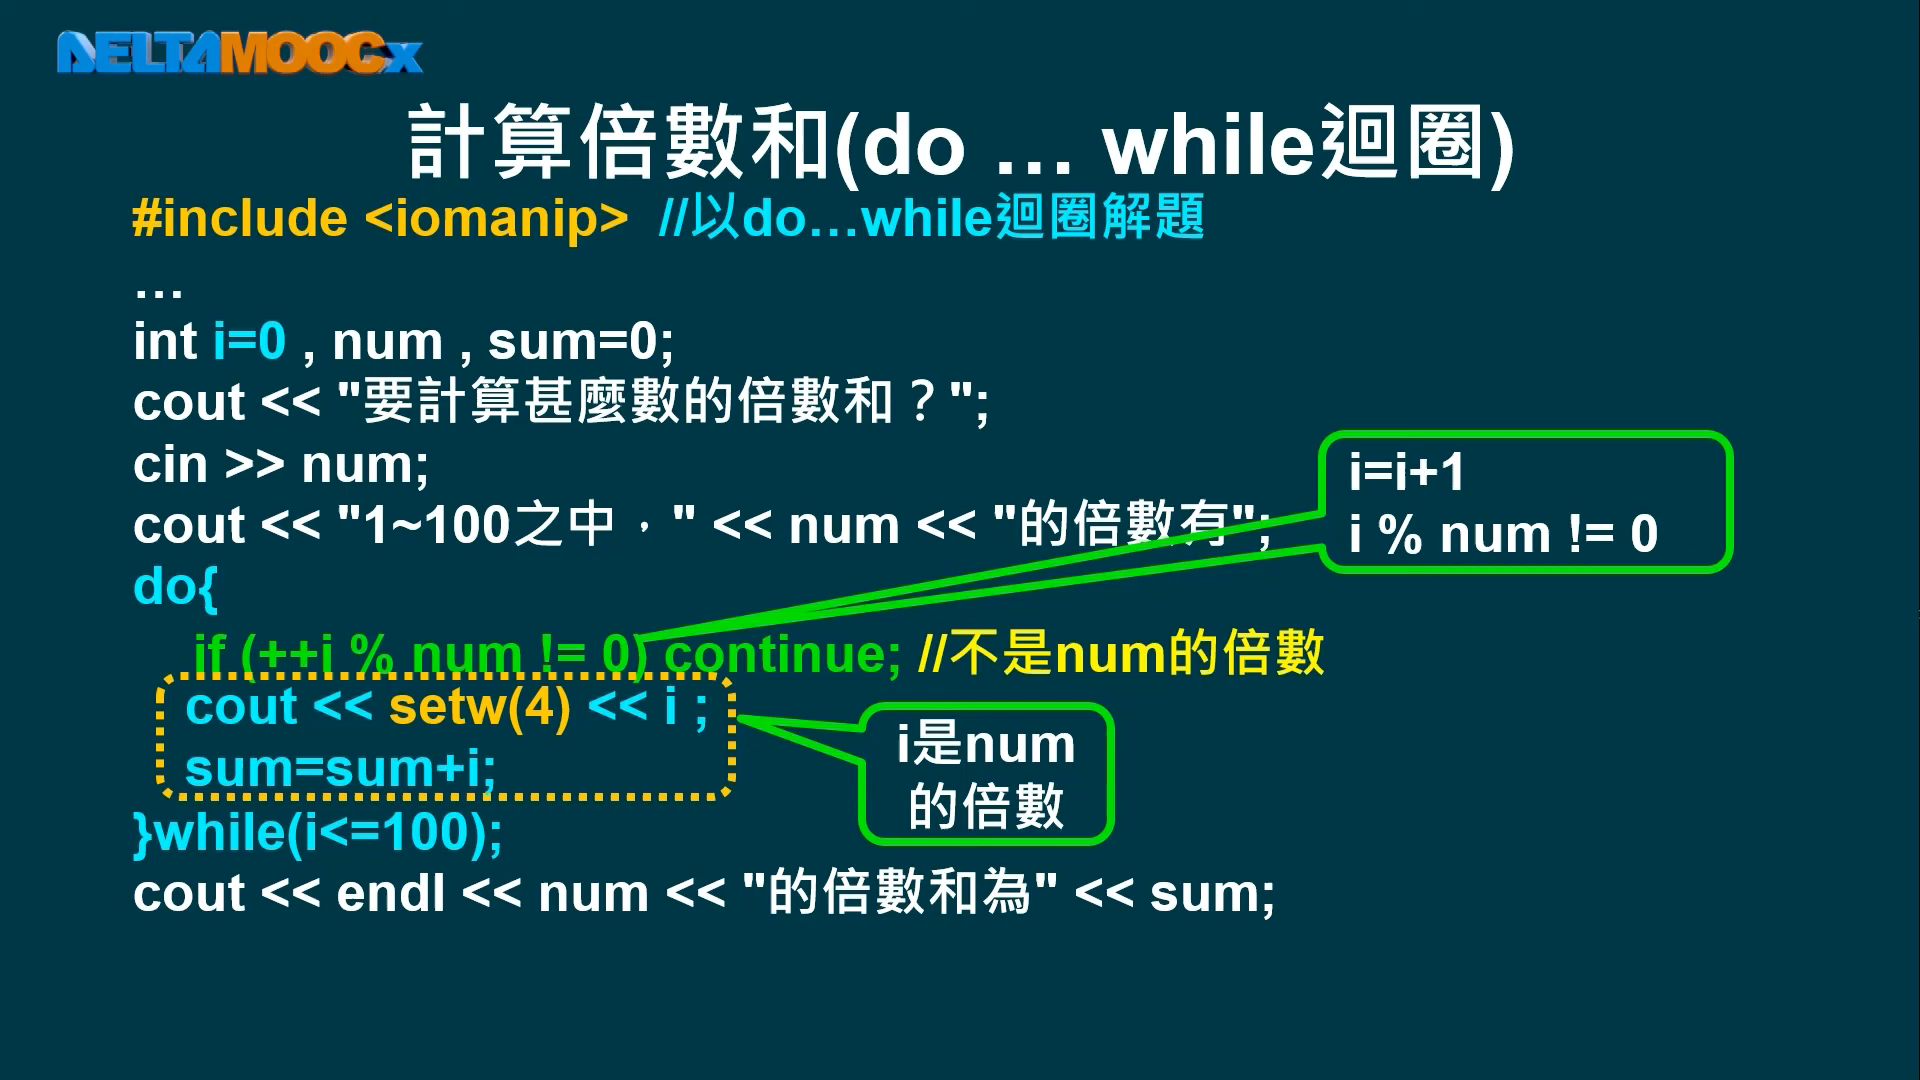 DELTAMOOCx
計算倍數和(do … while迴圈)
#include <iomanip>  //以do…while迴圈解題
…
int i=0 , num , sum=0;
cout << "要計算甚麼數的倍數和？";
cin >> num;
cout << "1~100之中，" << num << "的倍數有";
i=i+1
i % num != 0
do{
if (++i % num != 0) continue; //不是num的倍數
cout << setw(4) << i ;
sum=sum+i;
i是num
的倍數
}while(i<=100);
cout << endl << num << "的倍數和為" << sum;